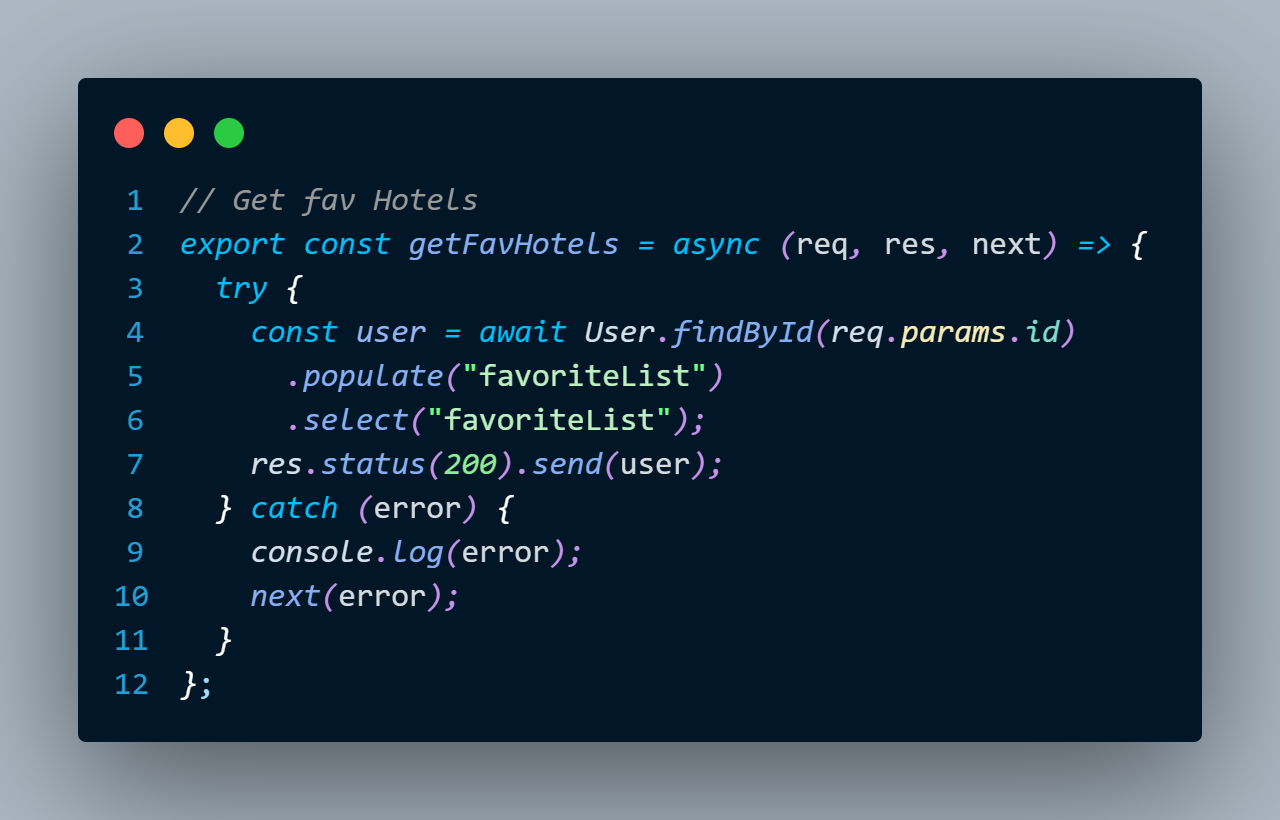 1 // Get fav Hotels
2 export const getFavHotels = async (req, res, next) => {
3   try {
4     const user = await User.findById(req.params.id)
5       .populate("favoriteList")
6       .select("favoriteList");
7     res.status(200).send(user);
8   } catch (error) {
9     console.log(error);
10     next(error);
11   }
12 };